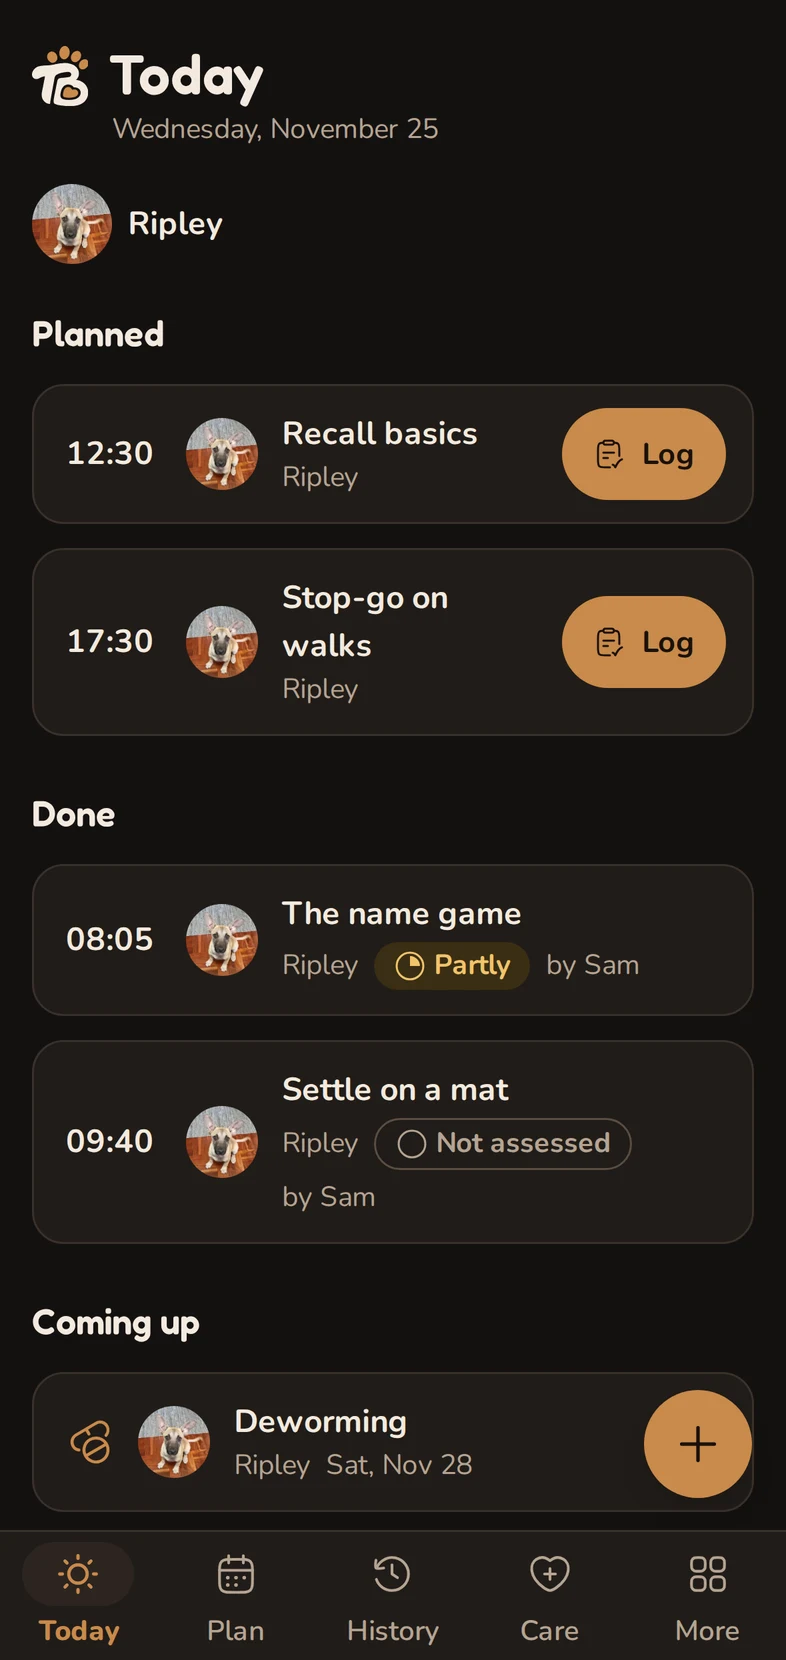 TB Today
Wednesday, November 25
Ripley
Planned
12:30 Recall basics
Ripley
Log
17:30 Stop-go on
walks
Ripley
Log
Done
08:05 The name game
Ripley Partly by Sam
09:40 Settle on a mat
Ripley Not assessed
by Sam
Coming up
Deworming
Ripley Sat, Nov 28
Today Plan History Care More